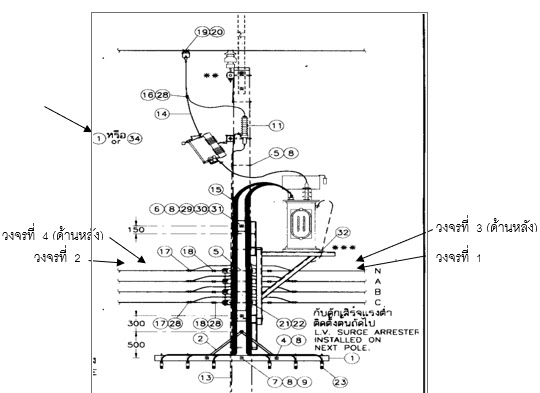 19 20
* *
16 28
14
11
1 หรือ 34
or
5 8
15
6 8 29 30 31
150
32
* * *
วงจรที่ 3 (ด้านหลัง)
วงจรที่ 4 (ด้านหลัง)
วงจรที่ 2
วงจรที่ 1
17
18
5
N
A
B
C
17 28
18 28
21 22
300
500
กับดักเสิร์จแรงต่ำ
ติดตั้งต้นถัดไป
L.V. SURGE ARRESTER
INSTALLED ON
NEXT POLE.
2
4 8
1
13
7 8 9
23